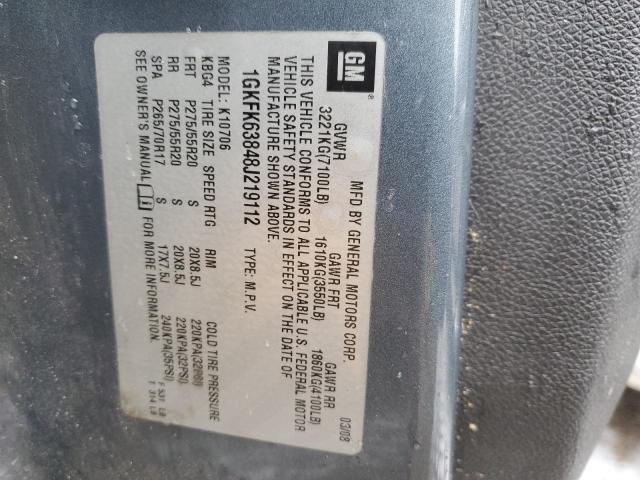 GM ®
MFD BY GENERAL MOTORS CORP. 03/08
GVWR GAWR FRT GAWR RR
3221KG(7100LB) 1610KG(3550LB) 1860KG(4100LB)
THIS VEHICLE CONFORMS TO ALL APPLICABLE U.S. FEDERAL MOTOR
VEHICLE SAFETY STANDARDS IN EFFECT ON THE DATE OF
MANUFACTURE SHOWN ABOVE.
1GKFK63848J219112 TYPE: M.P.V.
MODEL: K10706
KBG4 TIRE SIZE SPEED RTG RIM COLD TIRE PRESSURE
FRT P275/55R20 S 20X8.5J 220KPA(32PSI)
RR P275/55R20 S 20X8.5J 220KPA(32PSI)
SPA P265/70R17 S 17X7.5J 240KPA(35PSI)
SEE OWNER'S MANUAL FOR MORE INFORMATION. F 531 LB
T 314 LB